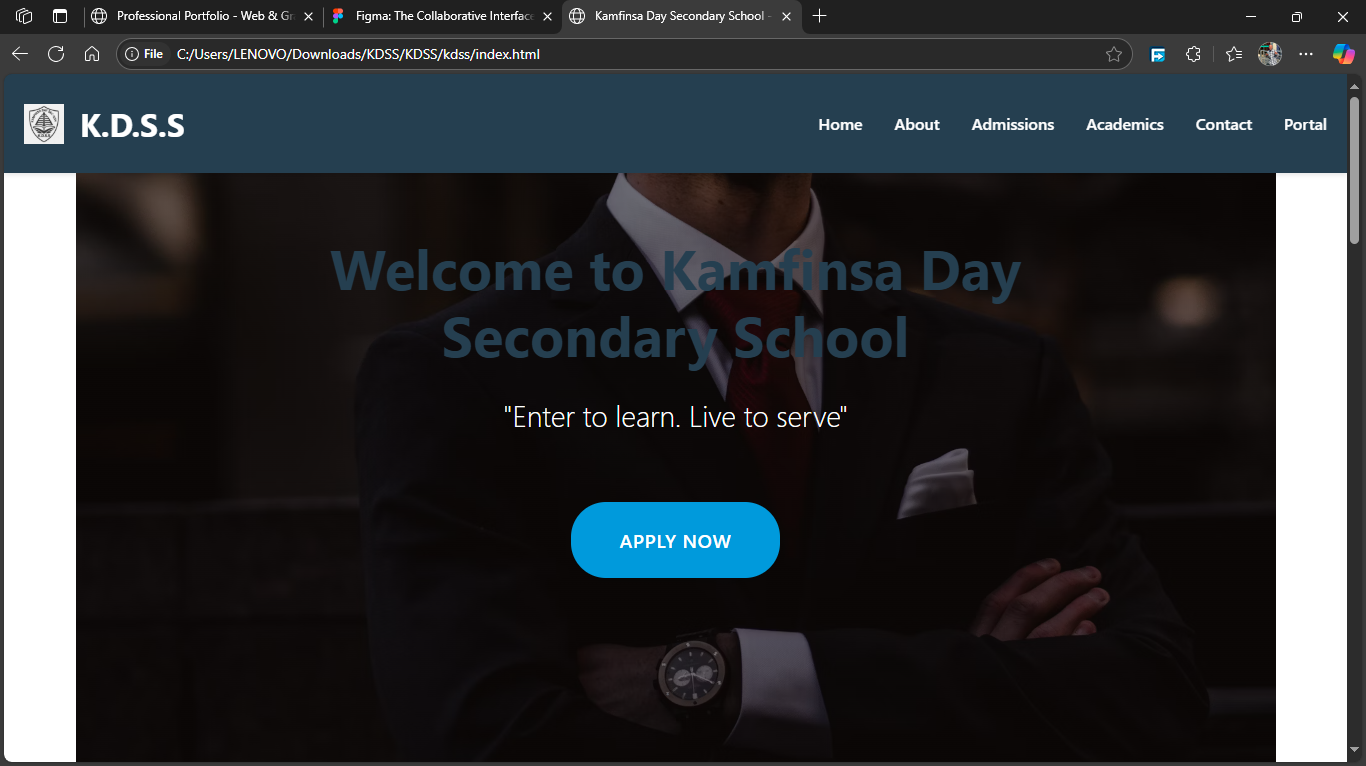 Professional Portfolio - Web & Gr
Figma: The Collaborative Interface
Kamfinsa Day Secondary School -
File
C:/Users/LENOVO/Downloads/KDSS/KDSS/kdss/index.html
K.D.S.S
Home
About
Admissions
Academics
Contact
Portal
Welcome to Kamfinsa Day
Secondary School
"Enter to learn. Live to serve"
APPLY NOW